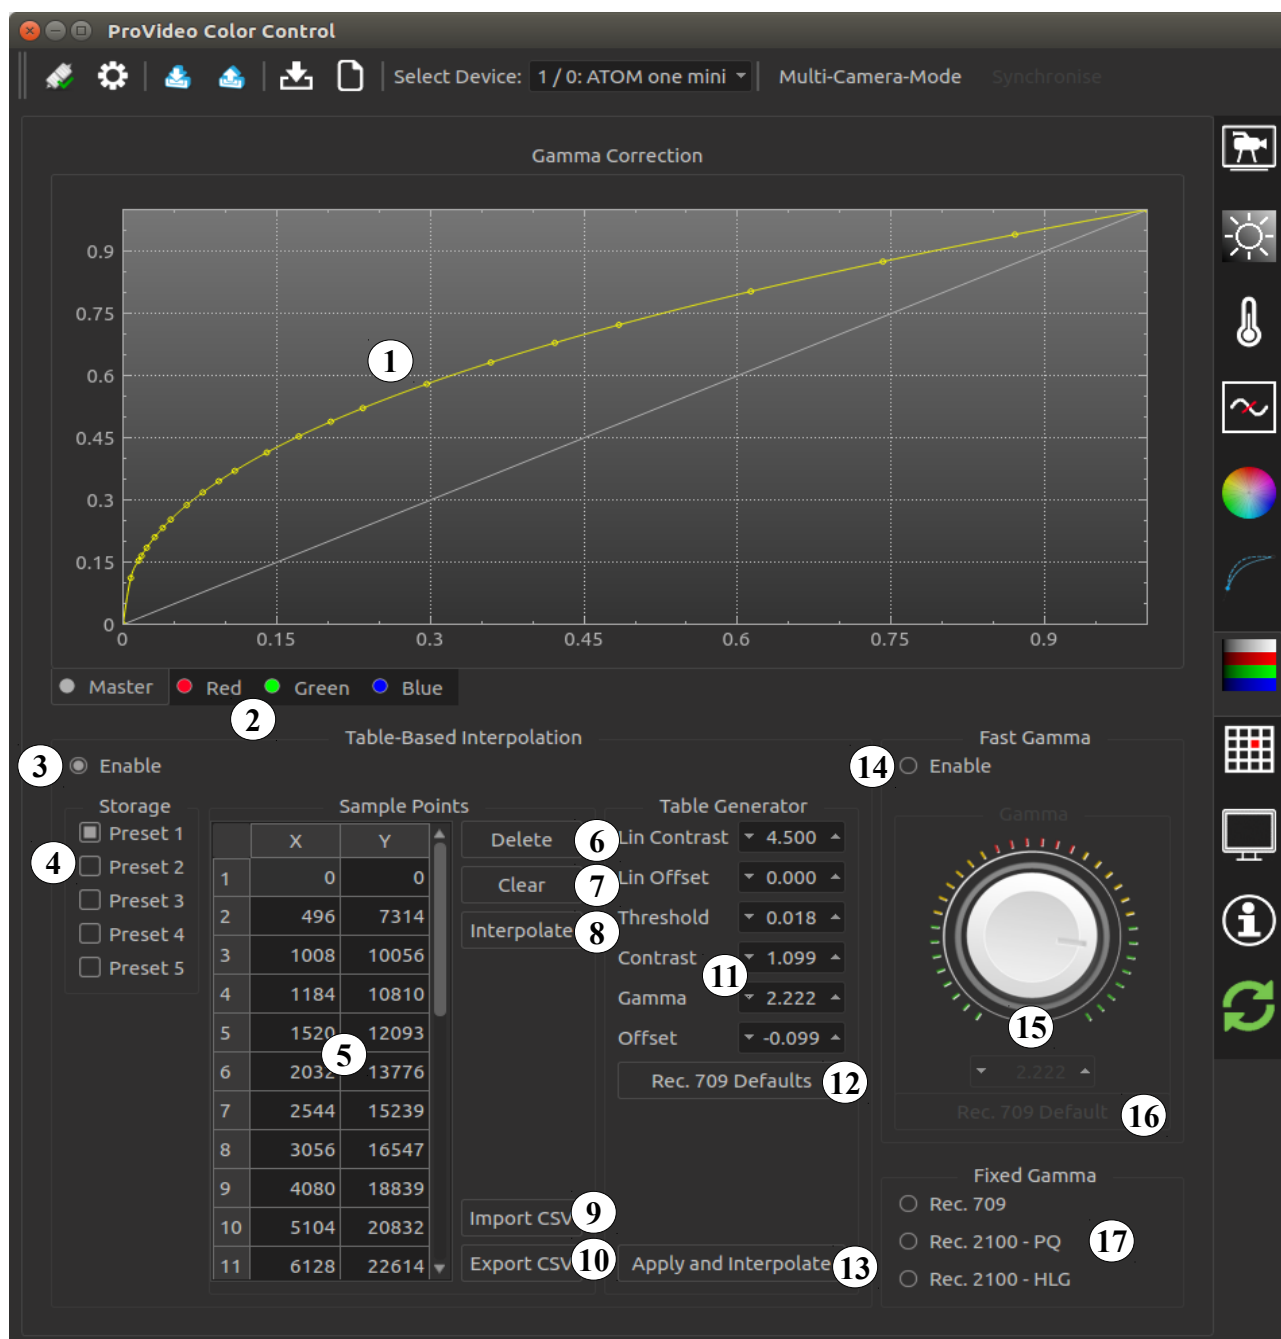 ProVideo Color Control
Select Device: 1 / 0: ATOM one mini Multi-Camera-Mode Synchronise
Gamma Correction
0.9
0.75
0.6
0.45
0.3
0.15
0
0 0.15 0.3 0.45 0.6 0.75 0.9
1
Master Red Green Blue
2
Table-Based Interpolation
3 Enable
Storage
Preset 1
4 Preset 2
Preset 3
Preset 4
Preset 5
Sample Points
X Y
1 0 0
2 496 7314
3 1008 10056
4 1184 10810
5 1520 12093
6 2032 13776
7 2544 15239
8 3056 16547
9 4080 18839
10 5104 20832
11 6128 22614
5
Delete 6
Clear 7
Interpolate 8
Import CSV 9
Export CSV 10
Table Generator
Lin Contrast 4.500
Lin Offset 0.000
Threshold 0.018
Contrast 1.099
11
Gamma 2.222
Offset -0.099
Rec. 709 Defaults 12
Apply and Interpolate 13
Fast Gamma
14 Enable
Gamma
15
2.222
Rec. 709 Default 16
Fixed Gamma
Rec. 709
Rec. 2100 - PQ 17
Rec. 2100 - HLG